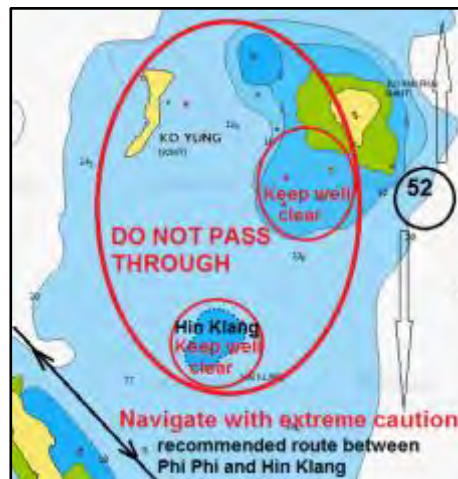 KO YUNG
52
Keep well
clear
DO NOT PASS
THROUGH
Hin Klang
Keep well
clear
Navigate with extreme caution
recommended route between
Phi Phi and Hin Klang